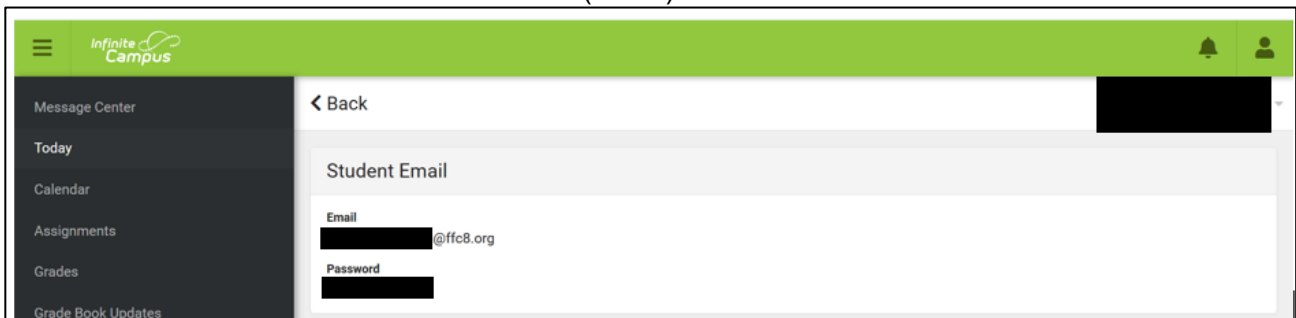 Infinite
Campus
Message Center
Back
Today
Student Email
Calendar
Email
Assignments
@ffc8.org
Grades
Password
Grade Book Updates